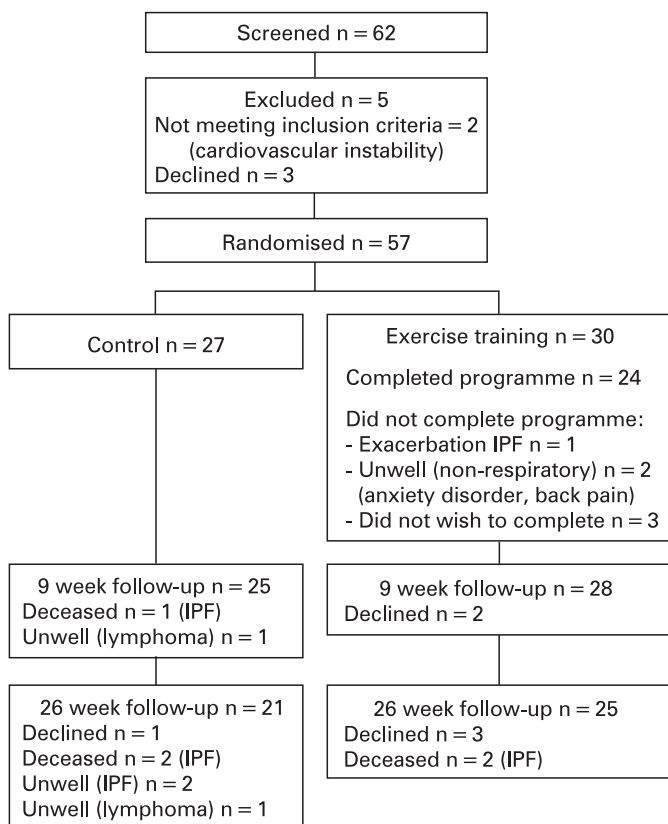 Screened n = 62
Excluded n = 5
Not meeting inclusion criteria = 2
(cardiovascular instability)
Declined n = 3
Randomised n = 57
Control n = 27
Exercise training n = 30
Completed programme n = 24
Did not complete programme:
- Exacerbation IPF n = 1
- Unwell (non-respiratory) n = 2
(anxiety disorder, back pain)
- Did not wish to complete n = 3
9 week follow-up n = 25
Deceased n = 1 (IPF)
Unwell (lymphoma) n = 1
9 week follow-up n = 28
Declined n = 2
26 week follow-up n = 21
Declined n = 1
Deceased n = 2 (IPF)
Unwell (IPF) n = 2
Unwell (lymphoma) n = 1
26 week follow-up n = 25
Declined n = 3
Deceased n = 2 (IPF)